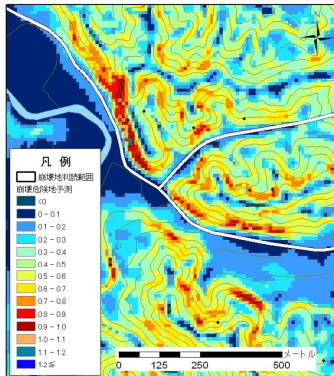 N
凡 例
崩壊地判読範囲
崩壊危険地予測
<0
0 - 0.1
0.1 - 0.2
0.2 - 0.3
0.3 - 0.4
0.4 - 0.5
0.5 - 0.6
0.6 - 0.7
0.7 - 0.8
0.8 - 0.9
0.9 - 1.0
1.0 - 1.1
1.1 - 1.2
1.2≦
メートル
0 125 250 500